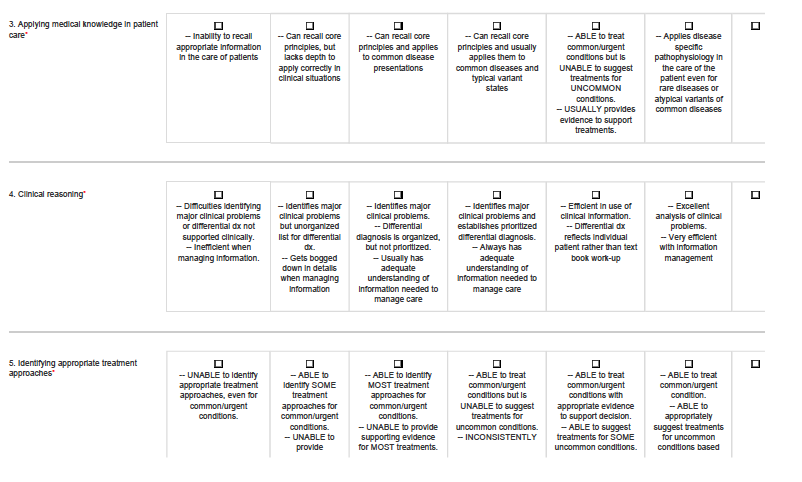 3. Applying medical knowledge in patient
care*
-- Inability to recall
appropriate information
in the care of patients
-- Can recall core
principles, but
lacks depth to
apply correctly in
clinical situations
-- Can recall core
principles and applies
to common disease
presentations
-- Can recall core
principles and usually
applies them to
common diseases and
typical variant
states
-- ABLE to treat
common/urgent
conditions but is
UNABLE to suggest
treatments for
UNCOMMON
conditions.
-- USUALLY provides
evidence to support
treatments.
-- Applies disease
specific
pathophysiology in
the care of the
patient even for
rare diseases or
atypical variants of
common diseases
4. Clinical reasoning*
-- Difficulties identifying
major clinical problems
or differential dx not
supported clinically.
-- Inefficient when
managing information.
-- Identifies major
clinical problems
but unorganized
list for differential
dx.
-- Gets bogged
down in details
when managing
information
-- Identifies major
clinical problems.
-- Differential
diagnosis is organized,
but not prioritized.
-- Usually has
adequate
understanding of
information needed to
manage care
-- Identifies major
clinical problems and
establishes prioritized
differential diagnosis.
-- Always has
adequate
understanding of
information needed to
manage care
-- Efficient in use of
clinical information.
-- Differential dx
reflects individual
patient rather than text
book work-up
-- Excellent
analysis of clinical
problems.
-- Very efficient
with information
management
5. Identifying appropriate treatment
approaches*
-- UNABLE to identify
appropriate treatment
approaches, even for
common/urgent
conditions.
-- ABLE to
identify SOME
treatment
approaches for
common/urgent
conditions.
-- UNABLE to
provide
-- ABLE to identify
MOST treatment
approaches for
common/urgent
conditions.
-- UNABLE to provide
supporting evidence
for MOST treatments.
-- ABLE to treat
common/urgent
conditions but is
UNABLE to suggest
treatments for
uncommon conditions.
-- INCONSISTENTLY
-- ABLE to treat
common/urgent
conditions with
appropriate evidence
to support decision.
-- ABLE to suggest
treatments for SOME
uncommon conditions.
-- ABLE to treat
common/urgent
condition.
-- ABLE to
appropriately
suggest treatments
for uncommon
conditions based